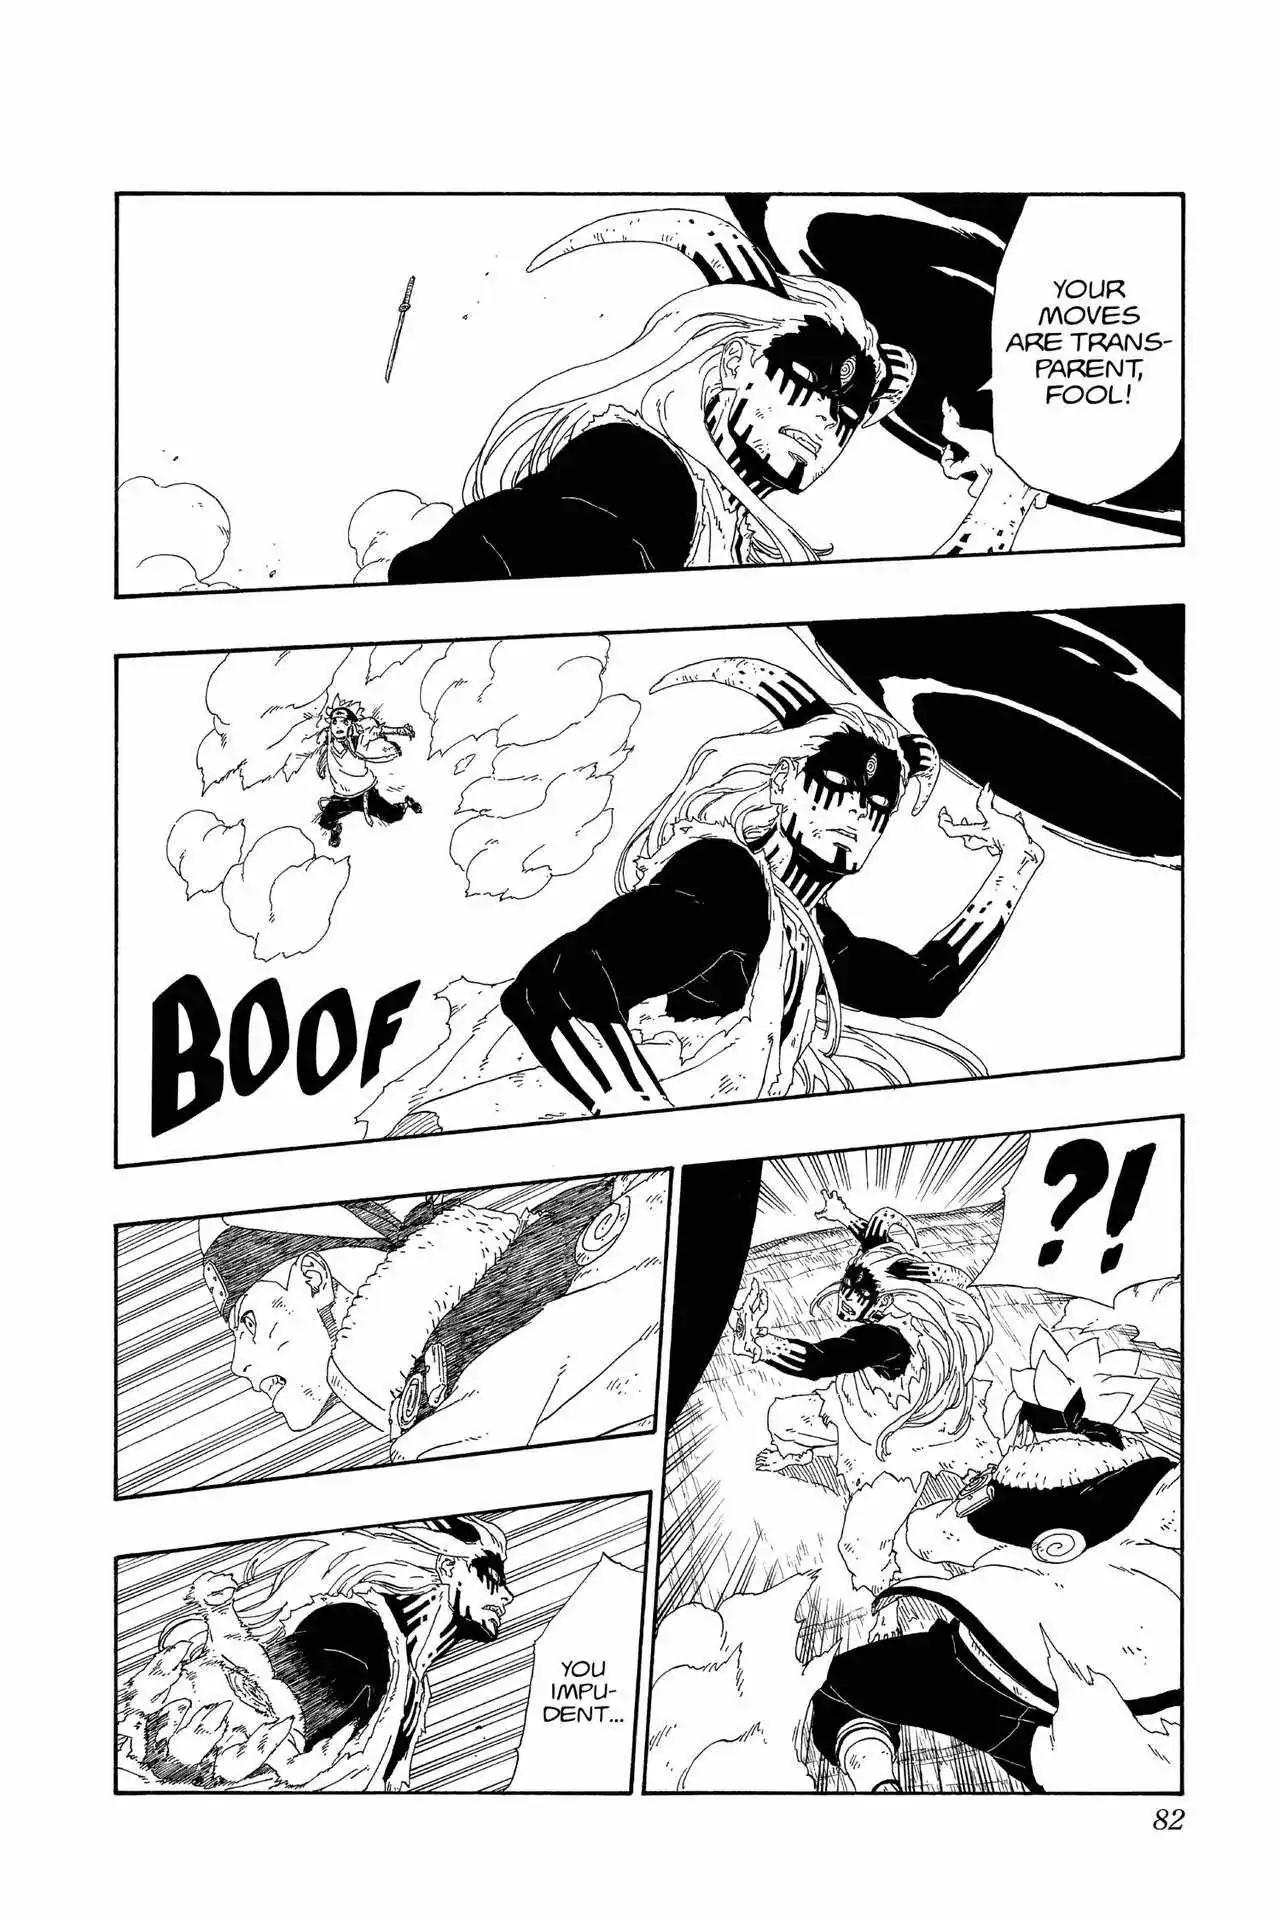 YOUR
MOVES
ARE TRANS-
PARENT,
FOOL!
BOOF
?!
YOU
IMPU-
DENT...
82